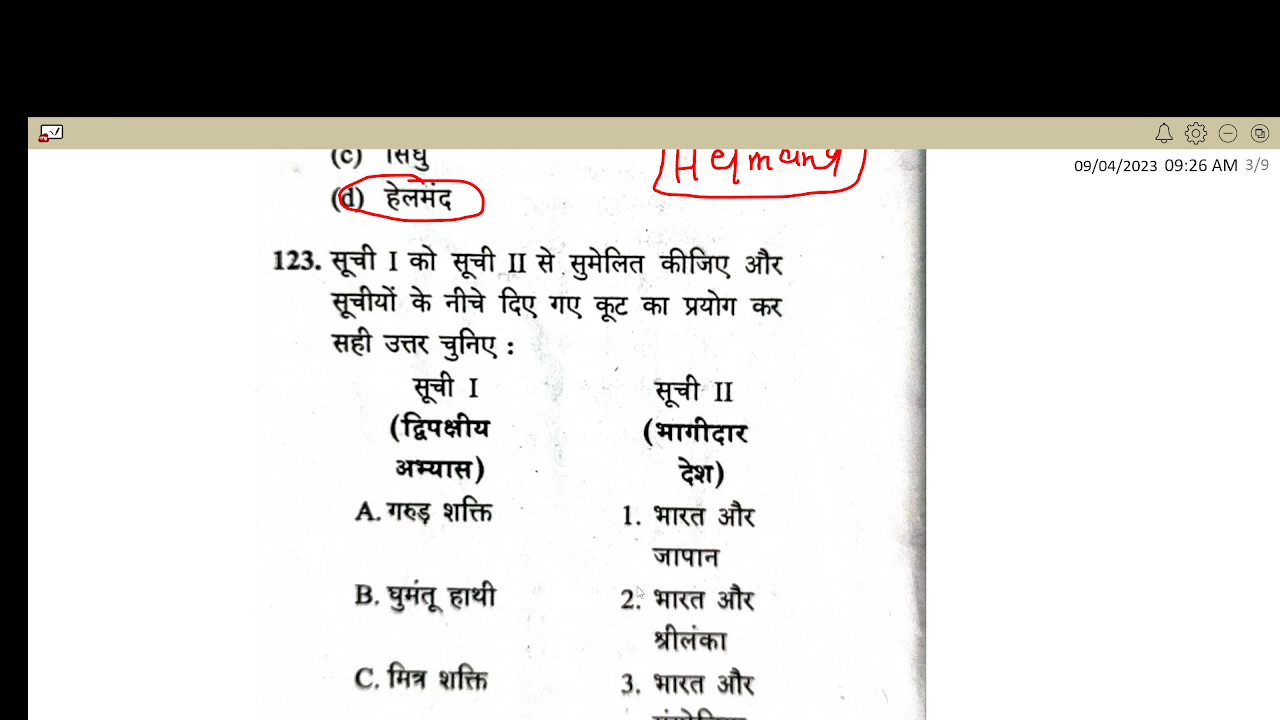 (c) सिंधु
Helmand
09/04/2023 09:26 AM 3/9
(d) हेलमंद
123. सूची I को सूची II से सुमेलित कीजिए और
सूचीयों के नीचे दिए गए कूट का प्रयोग कर
सही उत्तर चुनिए :
सूची I सूची II
(द्विपक्षीय (भागीदार
अभ्यास) देश)
A. गरुड़ शक्ति 1. भारत और
जापान
B. घुमंतू हाथी 2. भारत और
श्रीलंका
C. मित्र शक्ति 3. भारत और